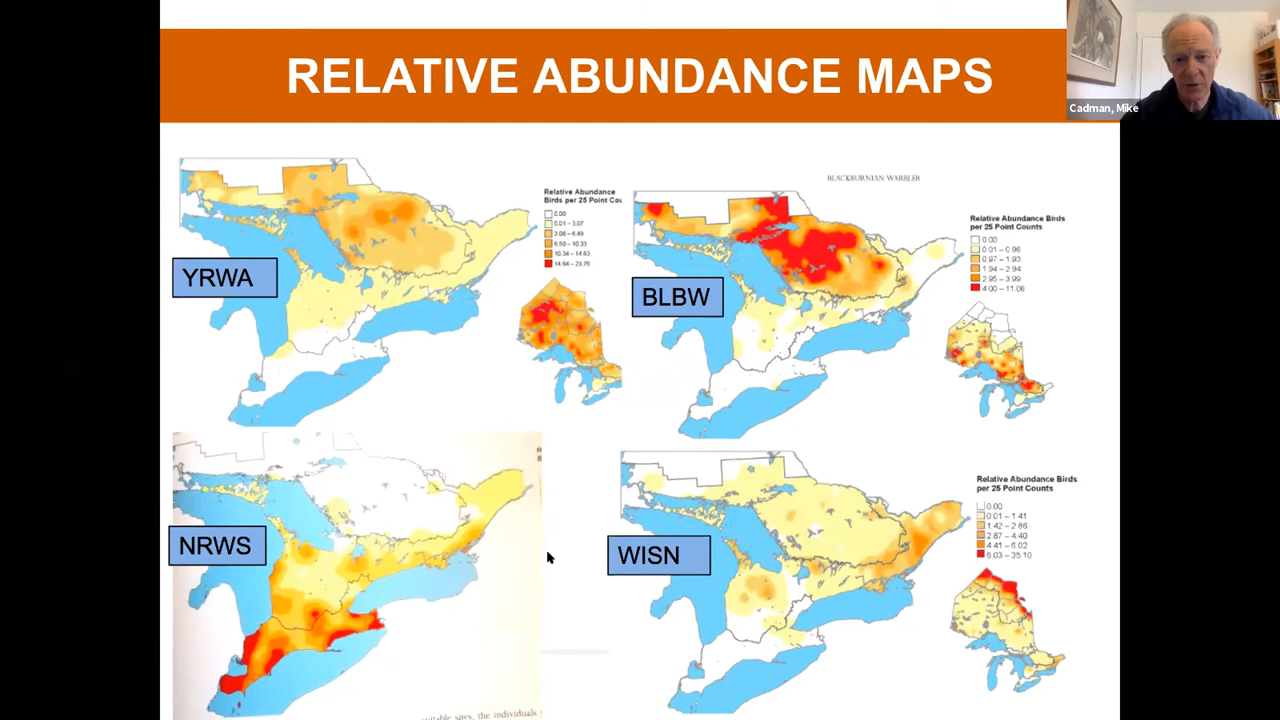 RELATIVE ABUNDANCE MAPS
Cadman, Mike
Relative Abundance
Birds per 25 Point Cou
0.00
0.01 – 3.07
3.08 – 6.49
6.50 – 10.33
10.34 – 14.63
14.64 – 23.76
YRWA
BLACKBURNIAN WARBLER
Relative Abundance Birds
per 25 Point Counts
0.00
0.01 – 0.96
0.97 – 1.93
1.94 – 2.94
2.95 – 3.99
4.00 – 11.06
BLBW
NRWS
WISN
Relative Abundance Birds
per 25 Point Counts
0.00
0.01 – 1.41
1.42 – 2.86
2.87 – 4.40
4.41 – 6.02
6.03 – 35.10
sites, the individuals